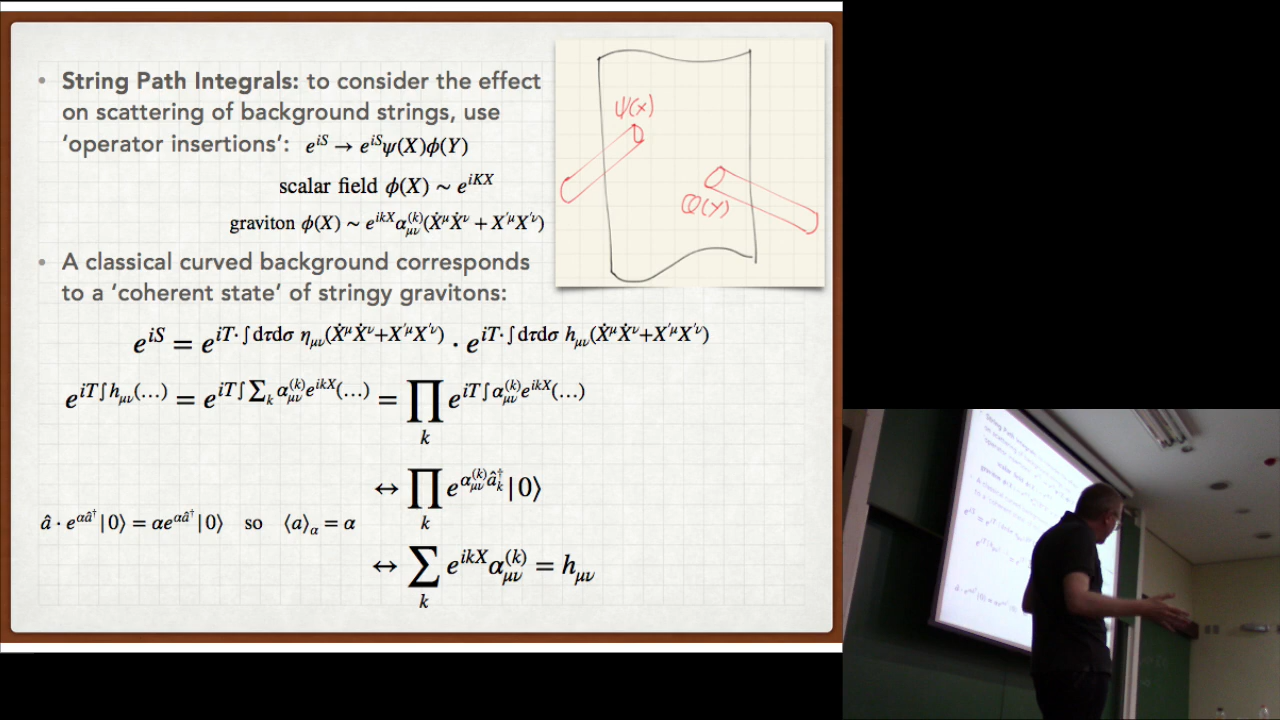 • String Path Integrals: to consider the effect
on scattering of background strings, use
‘operator insertions’: e^{iS} → e^{iS}ψ(X)ϕ(Y)
scalar field ϕ(X) ~ e^{iKX}
graviton ϕ(X) ~ e^{ikX}α^{(k)}_{μν}(Ẋ^μẊ^ν + X'^μX'^ν)
ψ(x)
φ(y)
• A classical curved background corresponds
to a ‘coherent state’ of stringy gravitons:
e^{iS} = e^{iT·∫dτdσ η_{μν}(Ẋ^μẊ^ν+X'^μX'^ν)} · e^{iT·∫dτdσ h_{μν}(Ẋ^μẊ^ν+X'^μX'^ν)}
e^{iT∫h_{μν}(…)} = e^{iT∫∑_k α^{(k)}_{μν}e^{ikX}(…)} = ∏_k e^{iT∫α^{(k)}_{μν}e^{ikX}(…)}
↔ ∏_k e^{α^{(k)}_{μν}â^†_k}|0⟩
â · e^{αâ^†}|0⟩ = αe^{αâ^†}|0⟩ so ⟨a⟩_α = α
↔ ∑_k e^{ikX}α^{(k)}_{μν} = h_{μν}